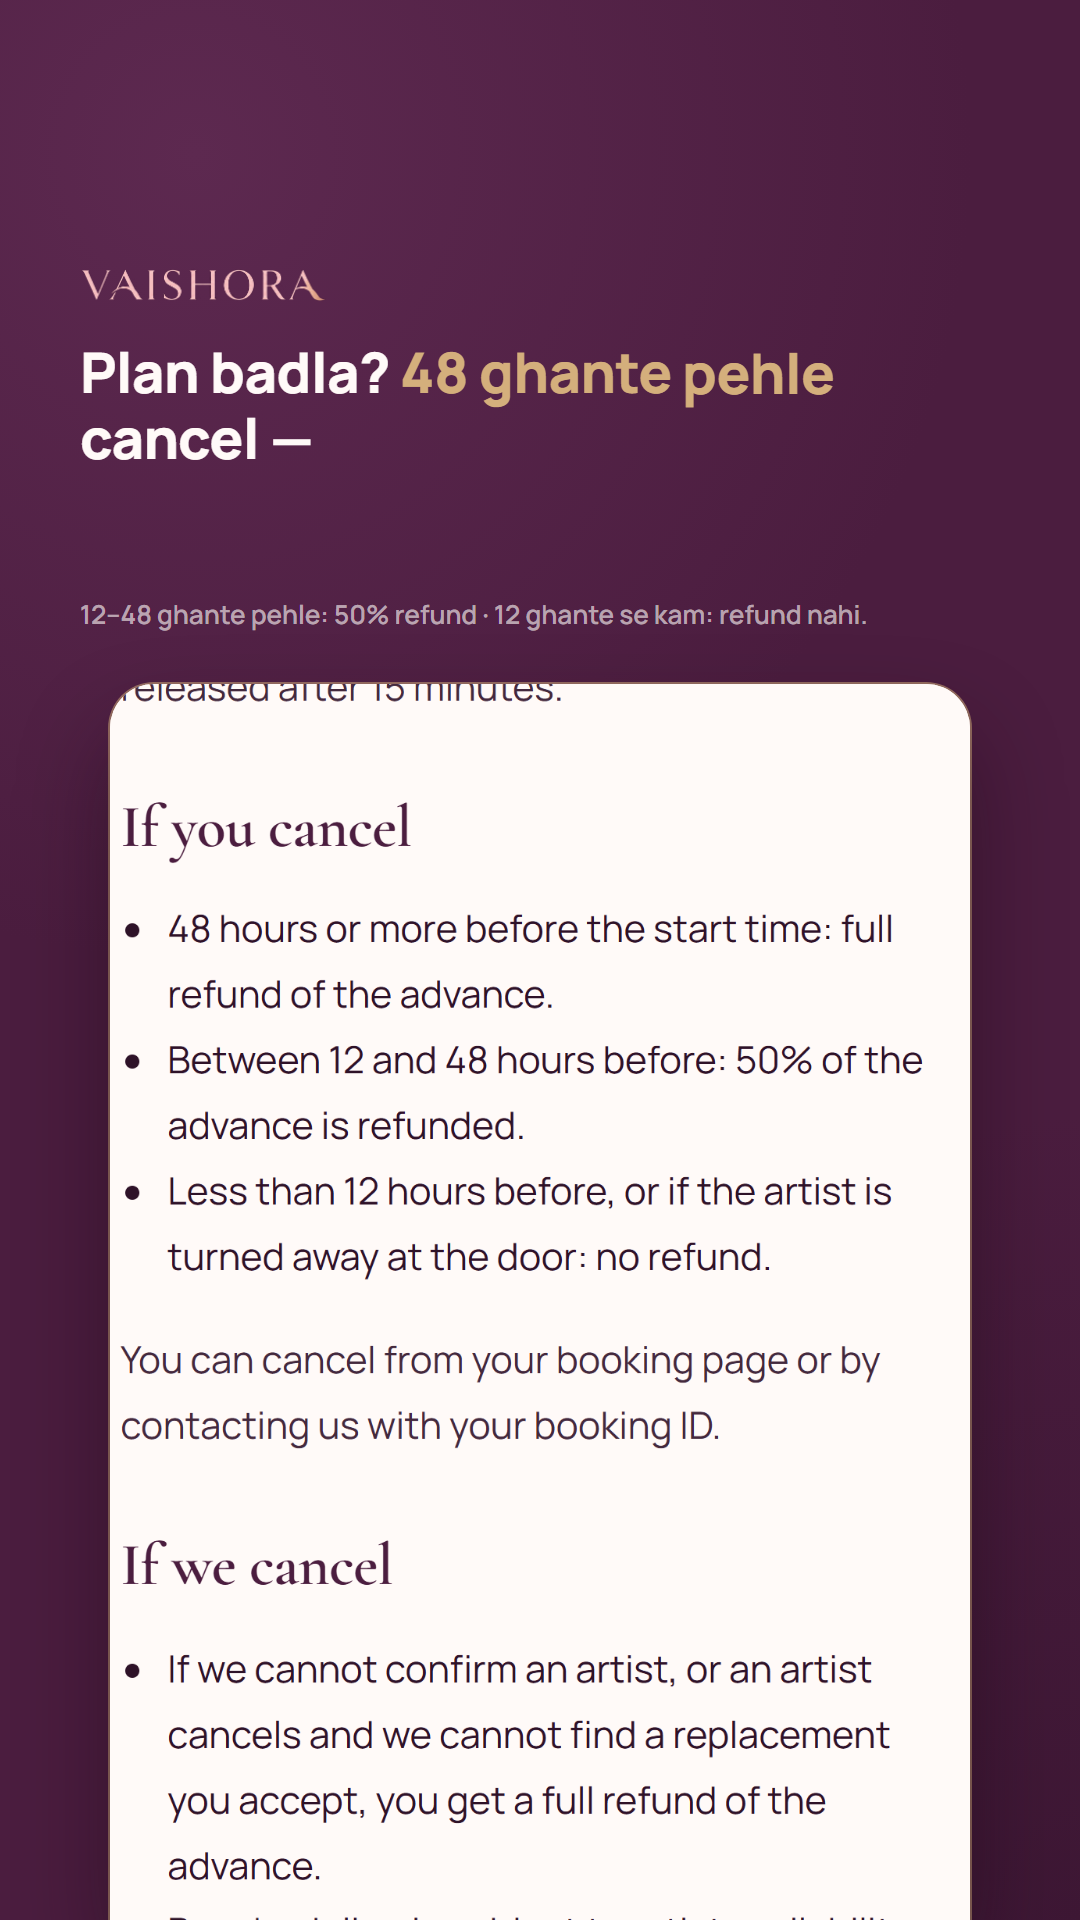 VAISHORA
Plan badla? 48 ghante pehle
cancel —
12–48 ghante pehle: 50% refund · 12 ghante se kam: refund nahi.
released after 15 minutes.
If you cancel
• 48 hours or more before the start time: full
refund of the advance.
• Between 12 and 48 hours before: 50% of the
advance is refunded.
• Less than 12 hours before, or if the artist is
turned away at the door: no refund.
You can cancel from your booking page or by
contacting us with your booking ID.
If we cancel
• If we cannot confirm an artist, or an artist
cancels and we cannot find a replacement
you accept, you get a full refund of the
advance.